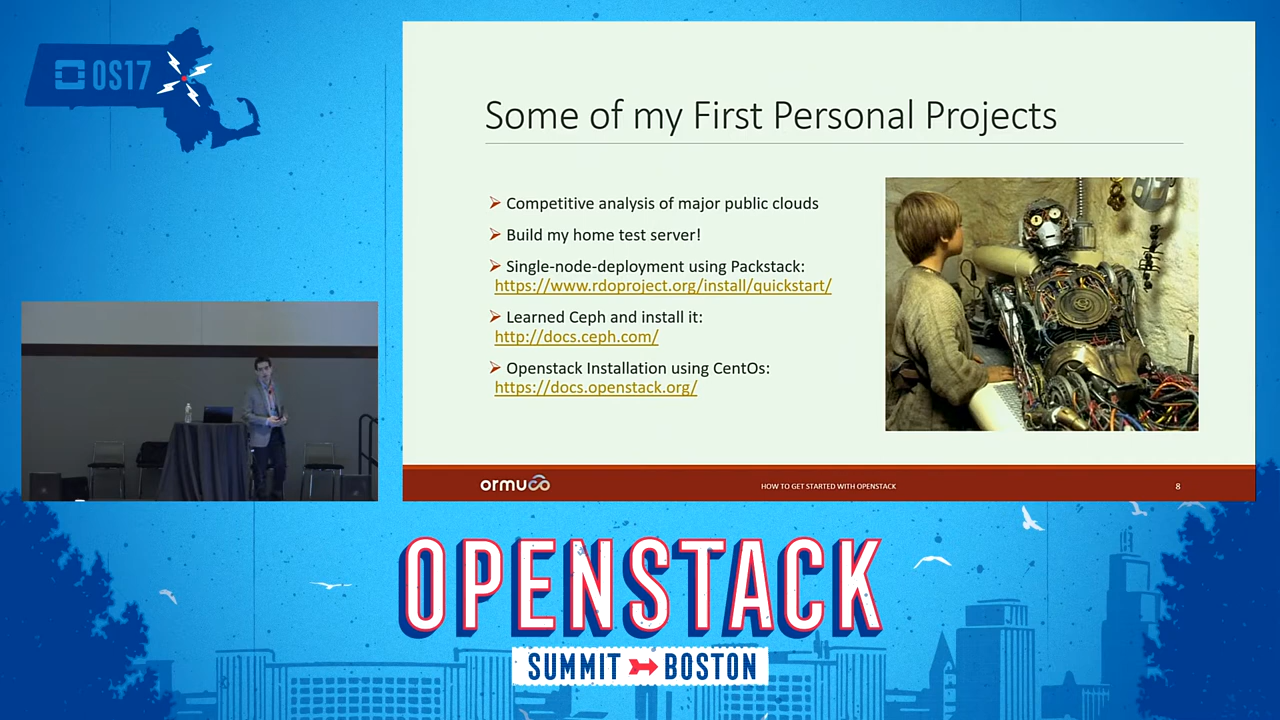 OS17
Some of my First Personal Projects
Competitive analysis of major public clouds
Build my home test server!
Single-node-deployment using Packstack:
https://www.rdoproject.org/install/quickstart/
Learned Ceph and install it:
http://docs.ceph.com/
Openstack Installation using CentOs:
https://docs.openstack.org/
ormuco
HOW TO GET STARTED WITH OPENSTACK
8
OPENSTACK
SUMMIT BOSTON